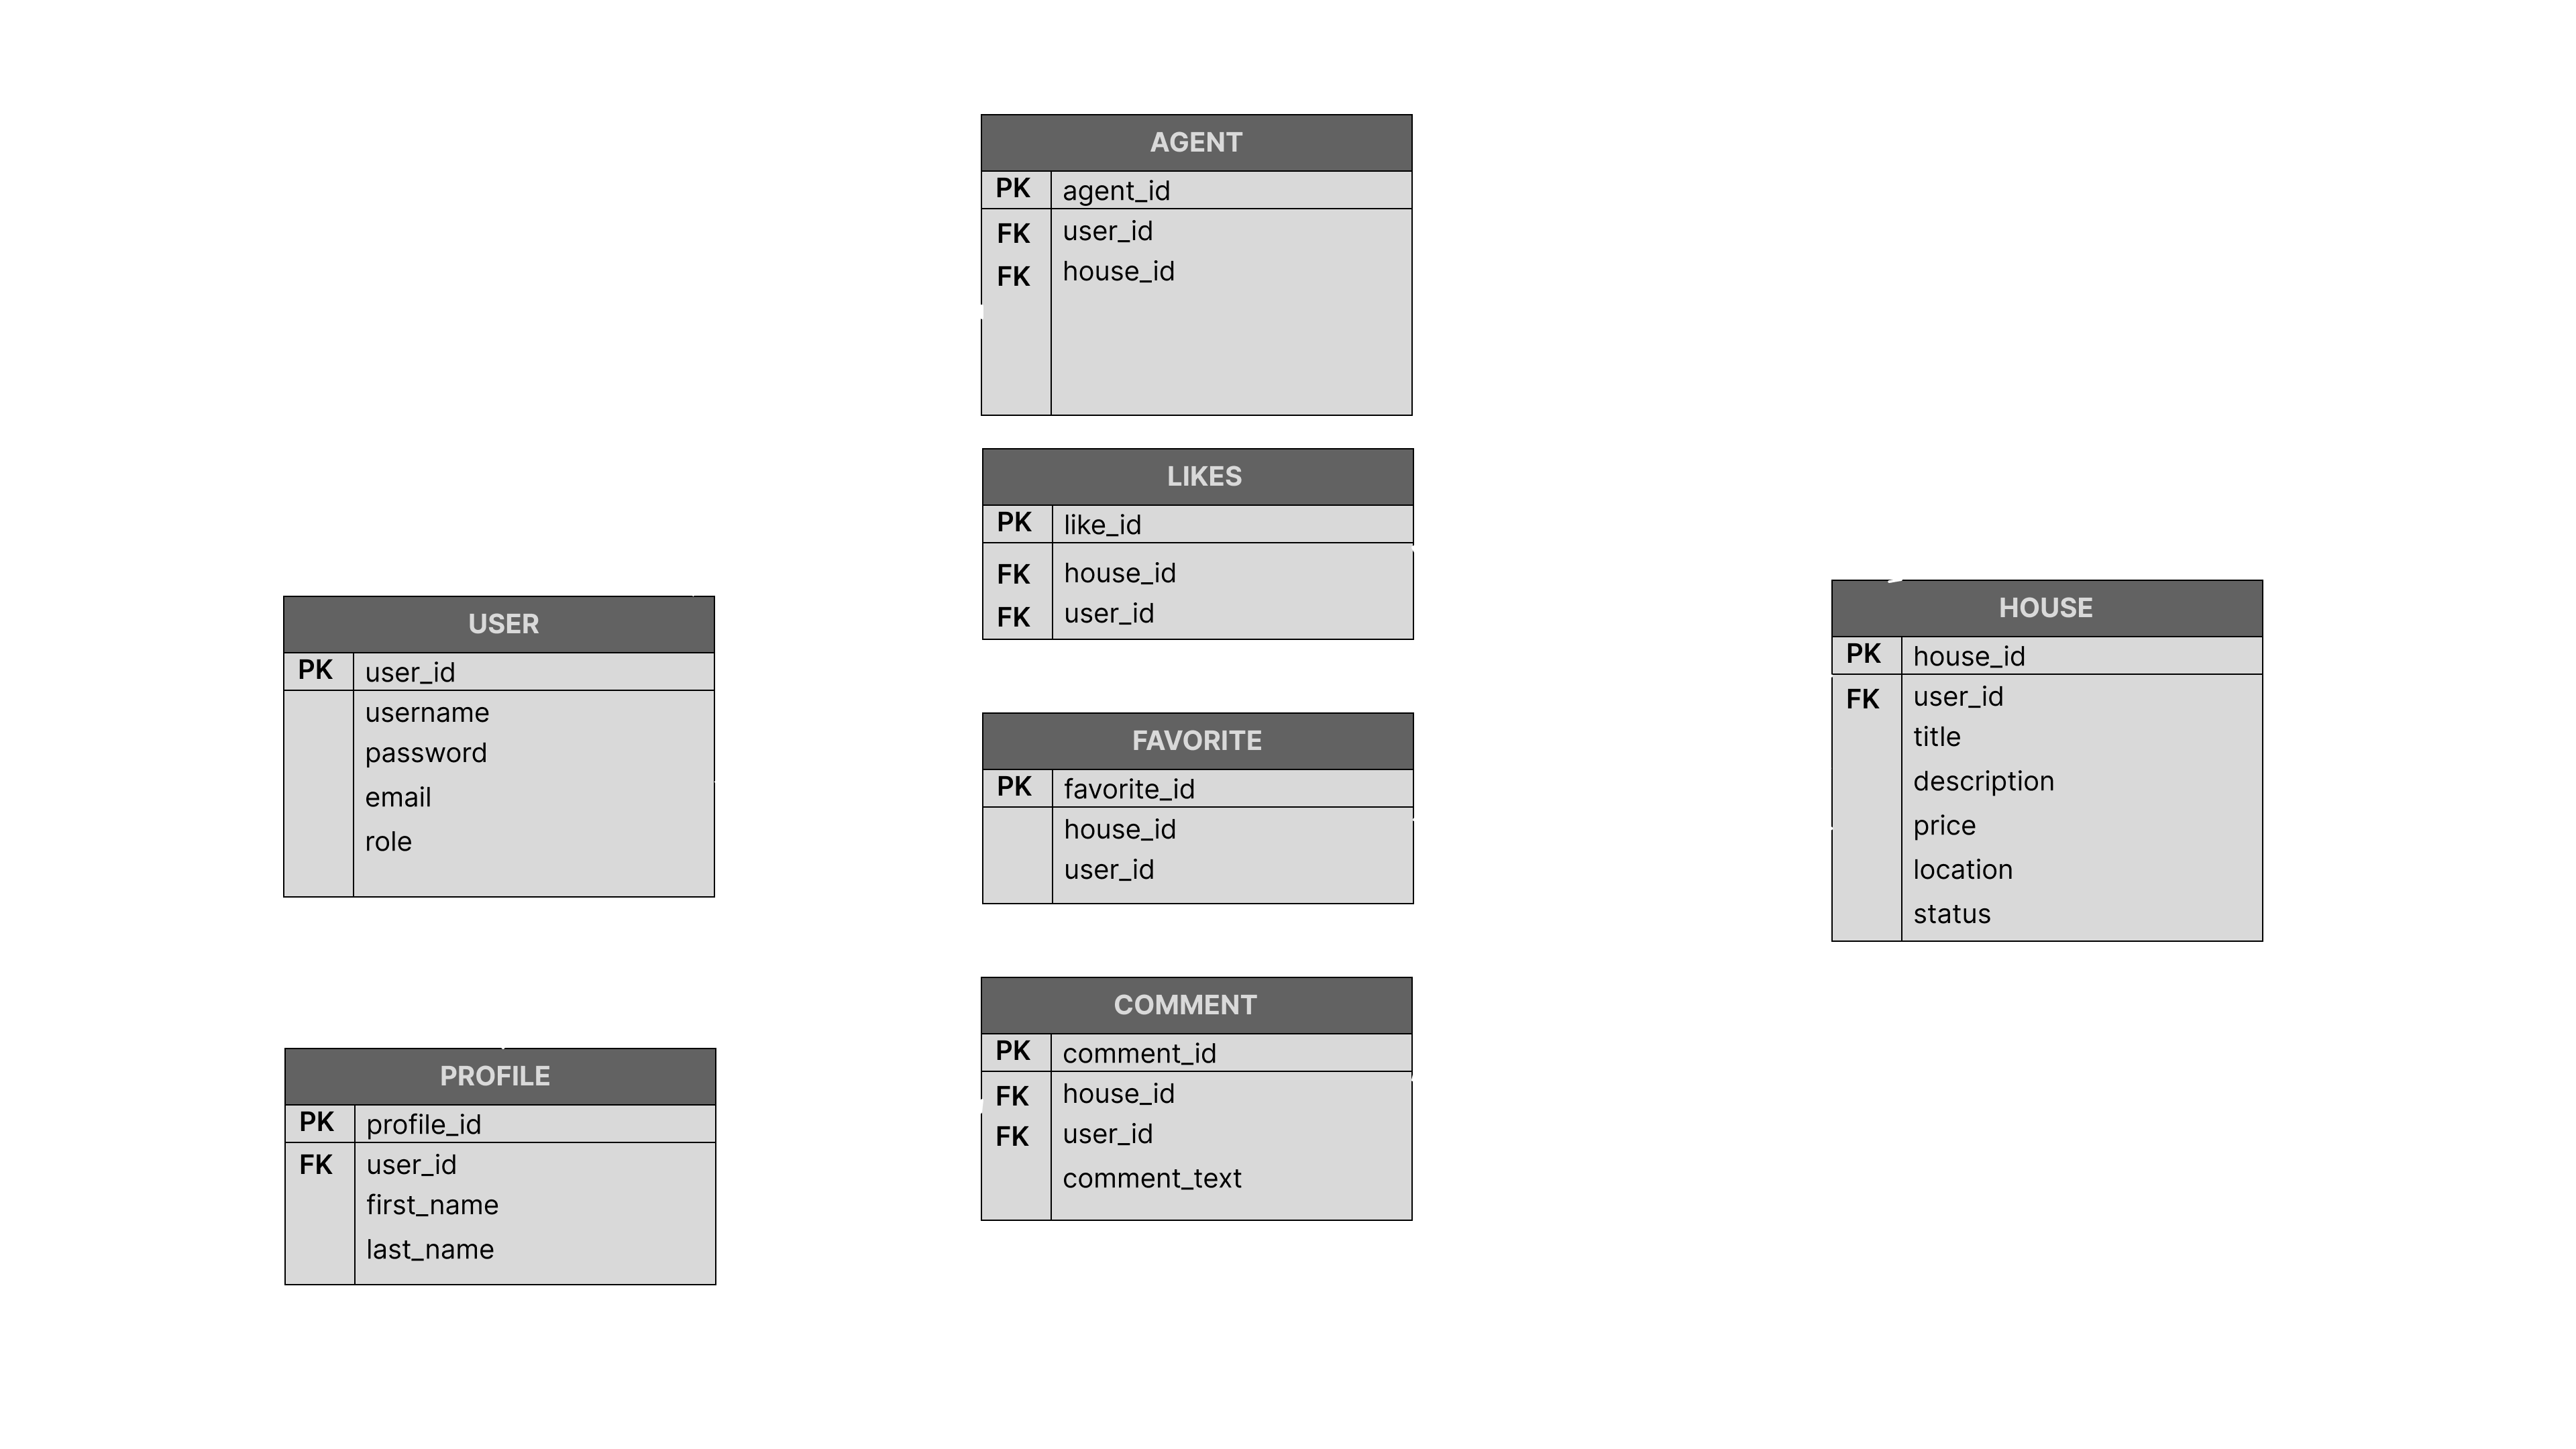 AGENT
PK agent_id
FK user_id
FK house_id
LIKES
PK like_id
FK house_id
FK user_id
USER
PK user_id
username
password
email
role
FAVORITE
PK favorite_id
house_id
user_id
HOUSE
PK house_id
FK user_id
title
description
price
location
status
COMMENT
PK comment_id
FK house_id
FK user_id
comment_text
PROFILE
PK profile_id
FK user_id
first_name
last_name